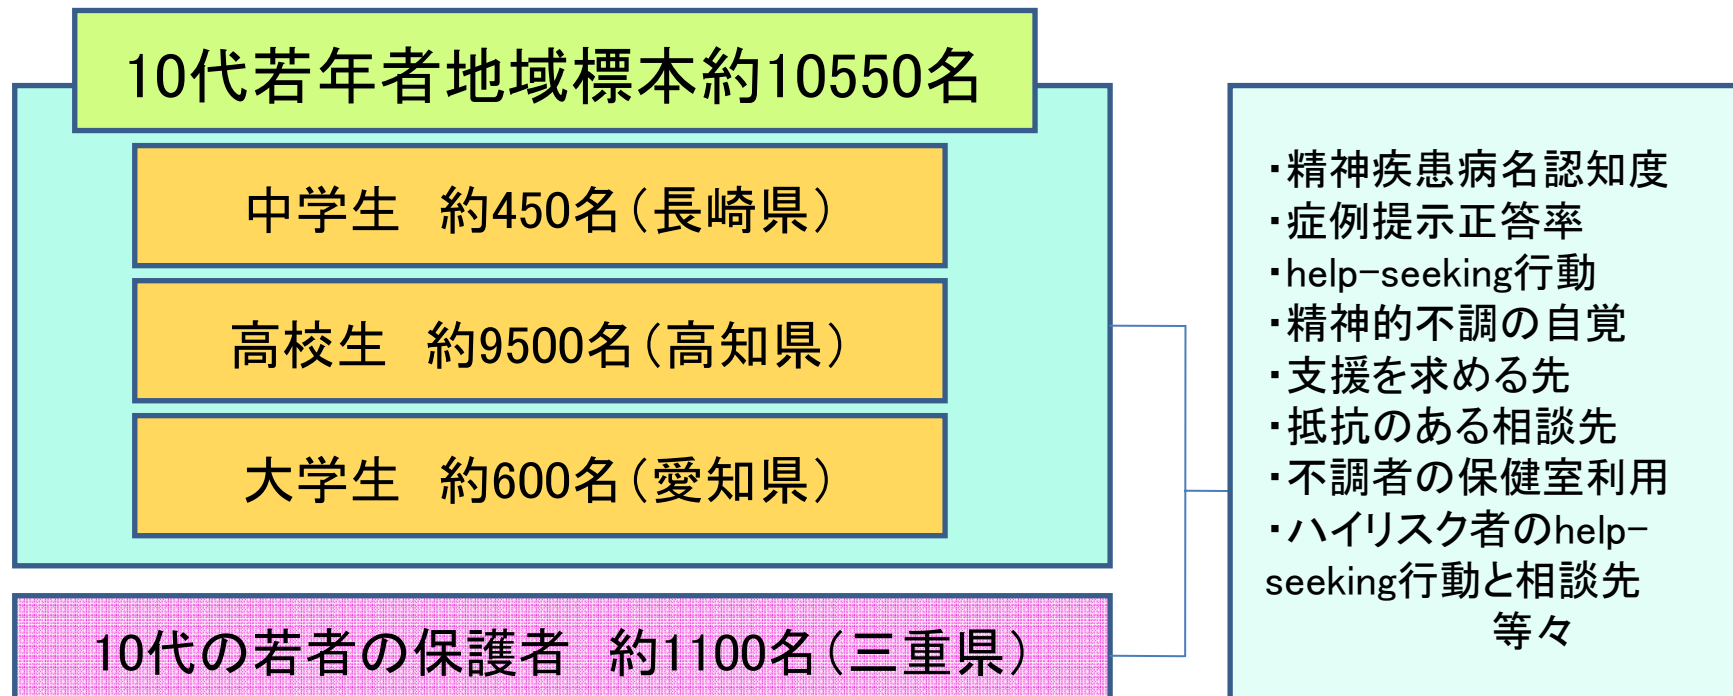 10代若年者地域標本約10550名
中学生　約450名（長崎県）
高校生　約9500名（高知県）
大学生　約600名（愛知県）
10代の若者の保護者　約1100名（三重県）
・精神疾患病名認知度
・症例提示正答率
・help-seeking行動
・精神的不調の自覚
・支援を求める先
・抵抗のある相談先
・不調者の保健室利用
・ハイリスク者のhelp-
seeking行動と相談先
等々